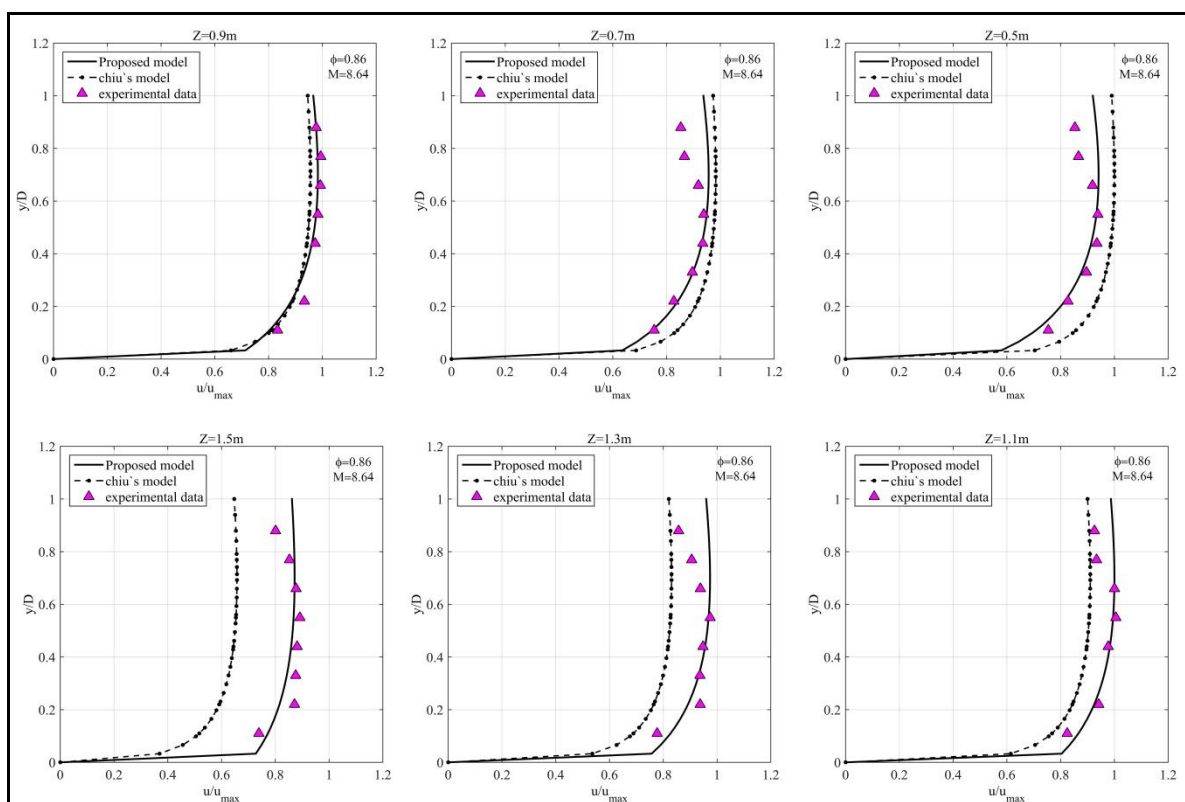 Z=0.9m
1.2
1
0.8
0.6
0.4
0.2
0
y/D
Proposed model
chiu`s model
experimental data
ϕ=0.86
M=8.64
0 0.2 0.4 0.6 0.8 1 1.2
u/umax
Z=0.7m
1.2
1
0.8
0.6
0.4
0.2
0
y/D
Proposed model
chiu`s model
experimental data
ϕ=0.86
M=8.64
0 0.2 0.4 0.6 0.8 1 1.2
u/umax
Z=0.5m
1.2
1
0.8
0.6
0.4
0.2
0
y/D
Proposed model
chiu`s model
experimental data
ϕ=0.86
M=8.64
0 0.2 0.4 0.6 0.8 1 1.2
u/umax
Z=1.5m
1.2
1
0.8
0.6
0.4
0.2
0
y/D
Proposed model
chiu`s model
experimental data
ϕ=0.86
M=8.64
0 0.2 0.4 0.6 0.8 1 1.2
u/umax
Z=1.3m
1.2
1
0.8
0.6
0.4
0.2
0
y/D
Proposed model
chiu`s model
experimental data
ϕ=0.86
M=8.64
0 0.2 0.4 0.6 0.8 1 1.2
u/umax
Z=1.1m
1.2
1
0.8
0.6
0.4
0.2
0
y/D
Proposed model
chiu`s model
experimental data
ϕ=0.86
M=8.64
0 0.2 0.4 0.6 0.8 1 1.2
u/umax